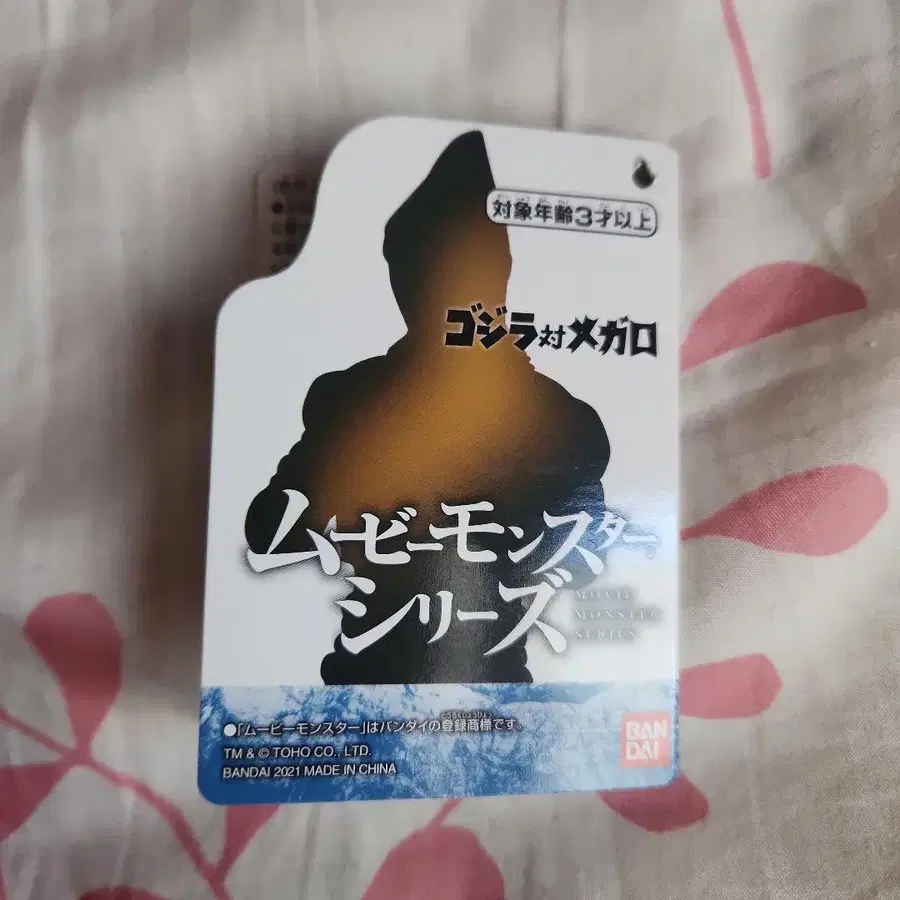 対象年齢3才以上
ゴジラ対メガロ
ムービーモンスター®
シリーズ
MOVIE
MONSTER
SERIES
●「ムービーモンスター」はバンダイの登録商標です。
TM & © TOHO CO., LTD.
BANDAI 2021 MADE IN CHINA
BAN
DAI